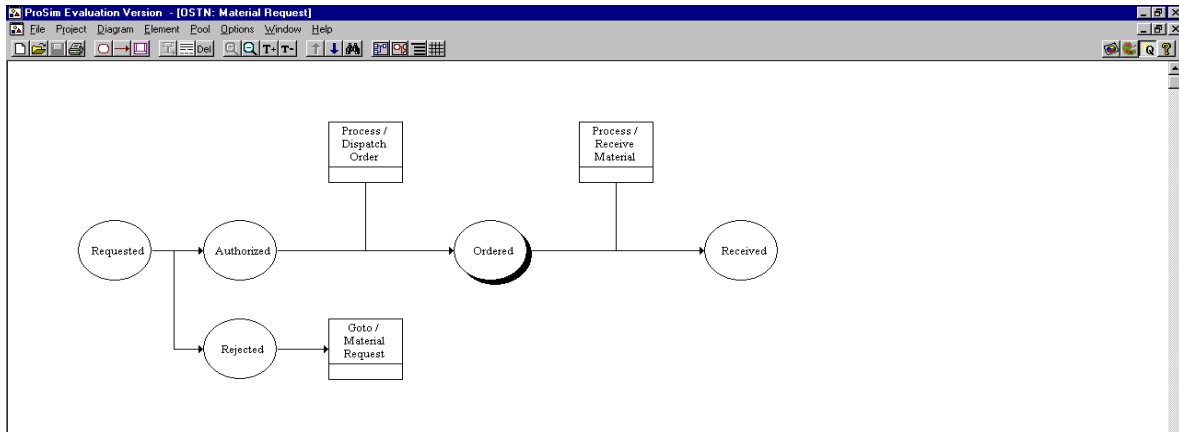 ProSim Evaluation Version - [OSTN: Material Request]
File Project Diagram Element Pool Options Window Help
Del T+ T- Q ?
Process /
Dispatch
Order
Process /
Receive
Material
Requested
Authorized
Ordered
Received
Rejected
Goto /
Material
Request